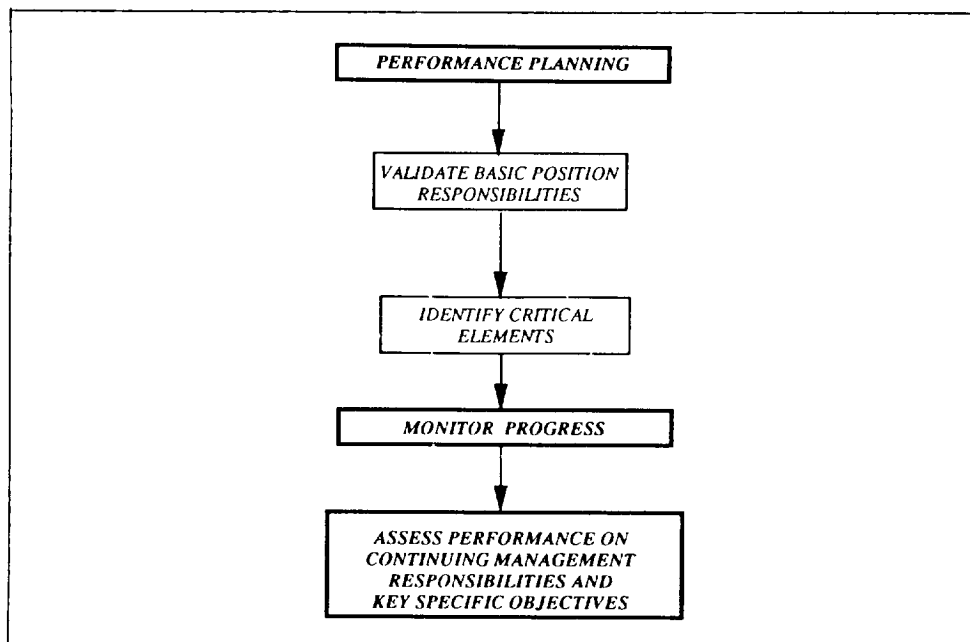 PERFORMANCE PLANNING
VALIDATE BASIC POSITION
RESPONSIBILITIES
IDENTIFY CRITICAL
ELEMENTS
MONITOR PROGRESS
ASSESS PERFORMANCE ON
CONTINUING MANAGEMENT
RESPONSIBILITIES AND
KEY SPECIFIC OBJECTIVES